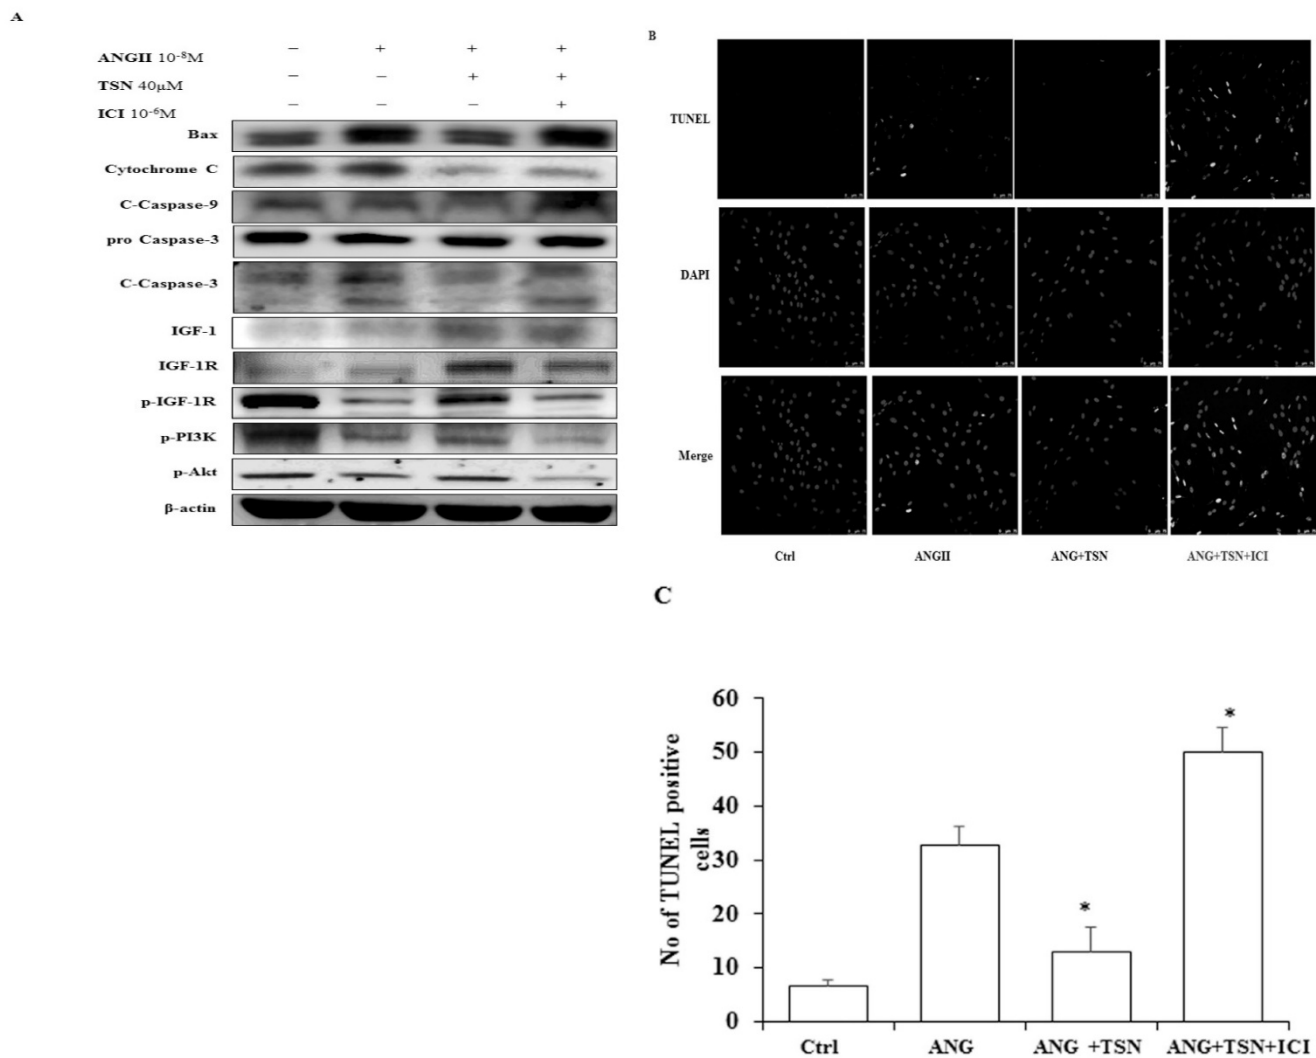 A
ANGII 10⁻⁸M – + + +
TSN 40μM – – + +
ICI 10⁻⁶M – – – +
Bax
Cytochrome C
C-Caspase-9
pro Caspase-3
C-Caspase-3
IGF-1
IGF-1R
p-IGF-1R
p-PI3K
p-Akt
β-actin
B
TUNEL
DAPI
Merge
Ctrl ANGII ANG+TSN ANG+TSN+ICI
C
No of TUNEL positive
cells
60
50
40
30
20
10
0
*
*
Ctrl ANG ANG +TSN ANG+TSN+ICI